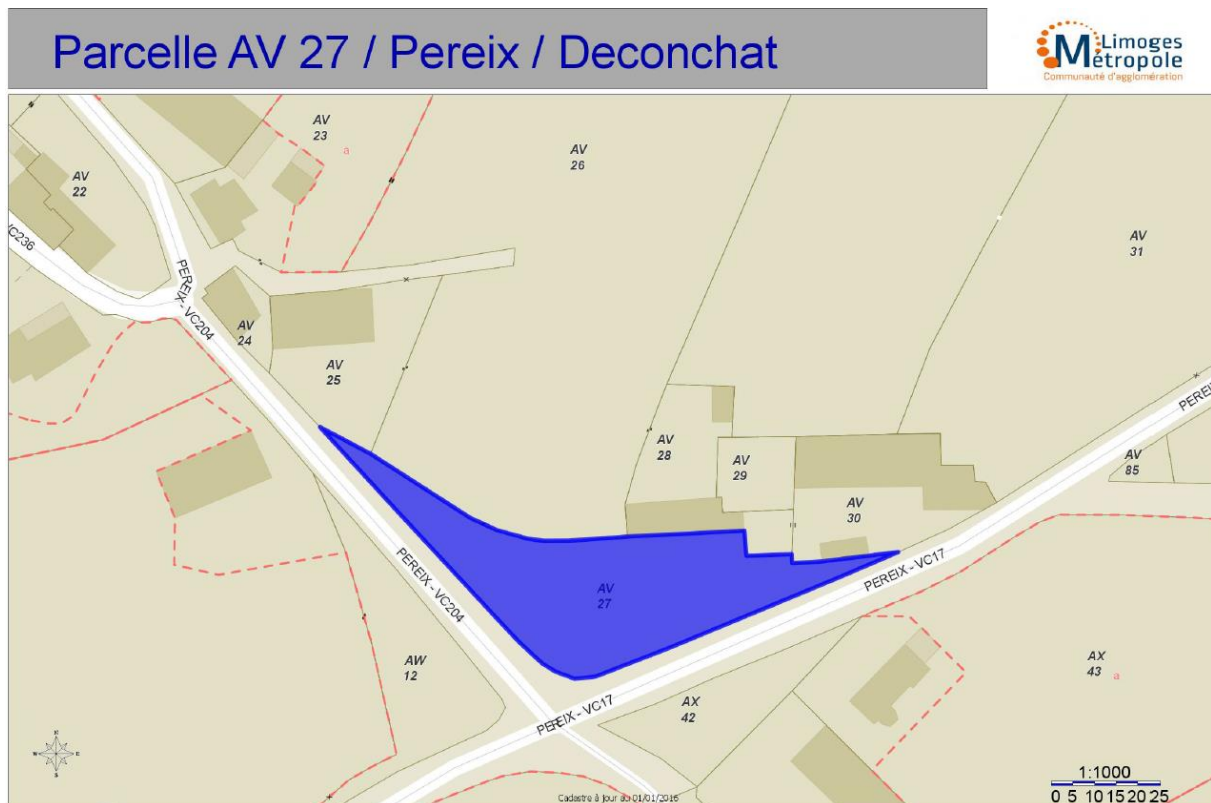 Parcelle AV 27 / Pereix / Deconchat
Limoges
Métropole
Communauté d'agglomération
AV
23
a
AV
26
AV
22
AV
31
VC236
PEREIX - VC204
AV
24
AV
25
PEREIX
AV
28
AV
29
AV
85
AV
30
PEREIX - VC17
PEREIX - VC204
AV
27
AW
12
AX
43
a
AX
42
PEREIX - VC17
N
W
E
S
1:1000
0 5 10 15 20 25
Cadastre à jour au 01/01/2016